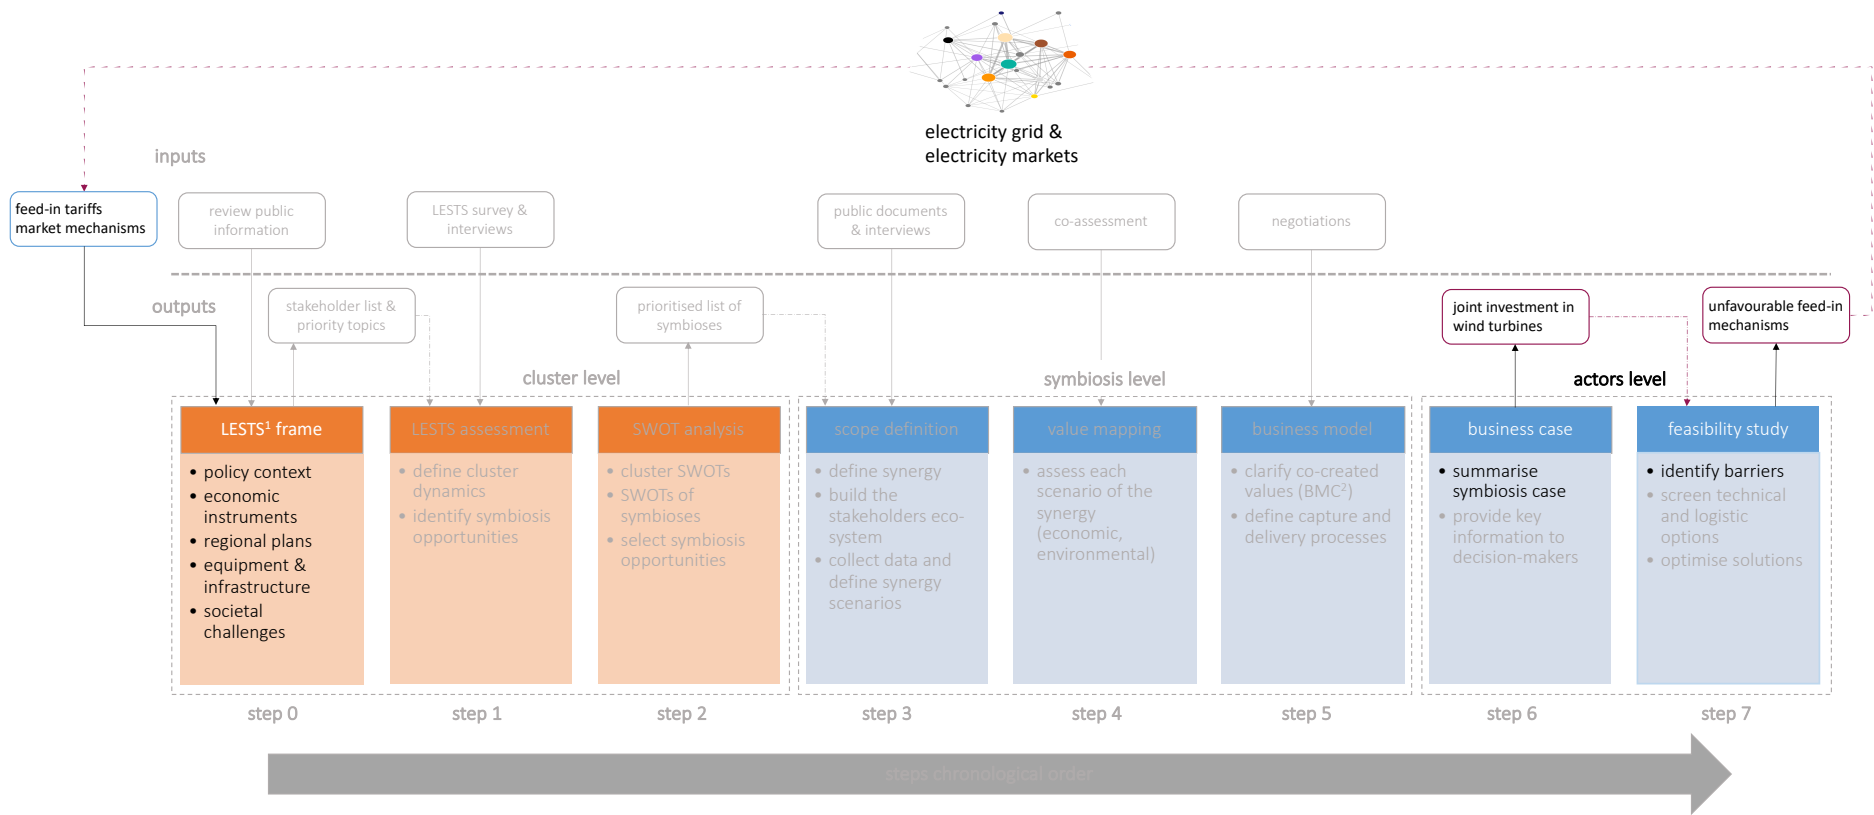 electricity grid &
electricity markets
inputs
feed-in tariffs
market mechanisms
review public
information
LESTS survey &
interviews
public documents
& interviews
co-assessment
negotiations
outputs
stakeholder list &
priority topics
prioritised list of
symbioses
joint investment in
wind turbines
unfavourable feed-in
mechanisms
cluster level
symbiosis level
actors level
LESTS¹ frame
• policy context
• economic
instruments
• regional plans
• equipment &
infrastructure
• societal
challenges
LESTS assessment
• define cluster
dynamics
• identify symbiosis
opportunities
SWOT analysis
• cluster SWOTs
• SWOTs of
symbioses
• select symbiosis
opportunities
scope definition
• define synergy
• build the
stakeholders eco-
system
• collect data and
define synergy
scenarios
value mapping
• assess each
scenario of the
synergy
(economic,
environmental)
business model
• clarify co-created
values (BMC²)
• define capture and
delivery processes
business case
• summarise
symbiosis case
• provide key
information to
decision-makers
feasibility study
• identify barriers
• screen technical
and logistic
options
• optimise solutions
step 0
step 1
step 2
step 3
step 4
step 5
step 6
step 7
steps chronological order